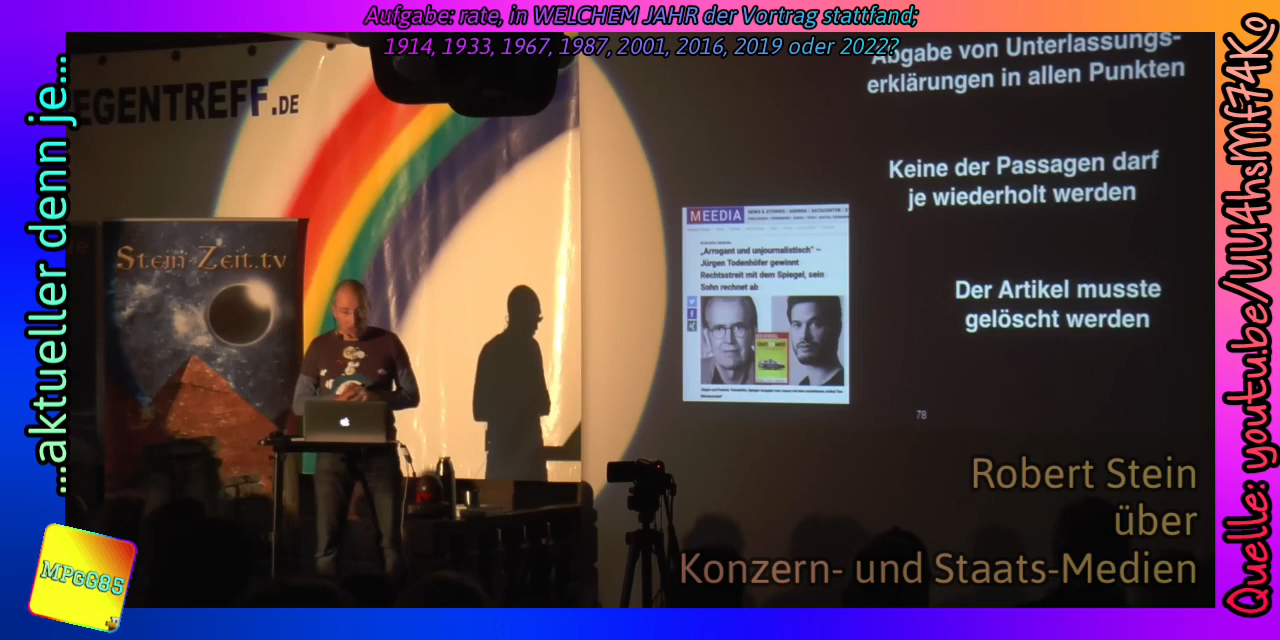 Aufgabe: rate, in WELCHEM JAHR der Vortrag stattfand;
1914, 1933, 1967, 1987, 2001, 2016, 2019 oder 2022?
...aktueller denn je...
EGENTREFF.DE
Stein-Zeit.tv
Abgabe von Unterlassungs-
erklärungen in allen Punkten
Keine der Passagen darf
je wiederholt werden
MEEDIA
„Arrogant und unjournalistisch“ –
Jürgen Todenhöfer gewinnt
Rechtsstreit mit dem Spiegel, sein
Sohn rechnet ab
Der Artikel musste
gelöscht werden
78
Robert Stein
über
Konzern- und Staats-Medien
MPGG85
Quelle: youtu.be/UU4hsMf74Ko